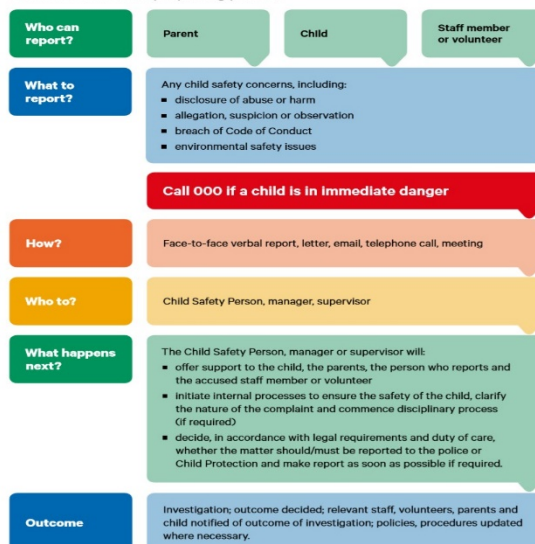 Who can
report?
Parent
Child
Staff member
or volunteer
What to
report?
Any child safety concerns, including:
▪ disclosure of abuse or harm
▪ allegation, suspicion or observation
▪ breach of Code of Conduct
▪ environmental safety issues
Call 000 if a child is in immediate danger
How?
Face-to-face verbal report, letter, email, telephone call, meeting
Who to?
Child Safety Person, manager, supervisor
What happens
next?
The Child Safety Person, manager or supervisor will:
▪ offer support to the child, the parents, the person who reports and
the accused staff member or volunteer
▪ initiate internal processes to ensure the safety of the child, clarify
the nature of the complaint and commence disciplinary process
(if required)
▪ decide, in accordance with legal requirements and duty of care,
whether the matter should/must be reported to the police or
Child Protection and make report as soon as possible if required.
Outcome
Investigation; outcome decided; relevant staff, volunteers, parents and
child notified of outcome of investigation; policies, procedures updated
where necessary.